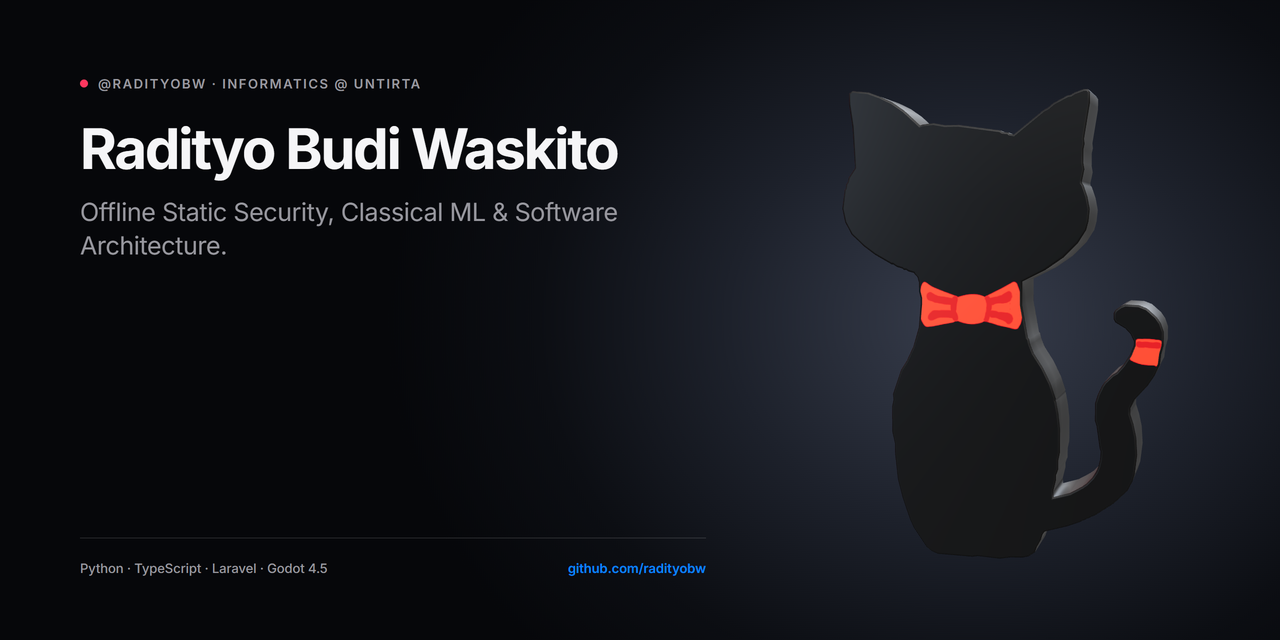 @RADITYOBW · INFORMATICS @ UNTIRTA
Radityo Budi Waskito
Offline Static Security, Classical ML & Software
Architecture.
Python · TypeScript · Laravel · Godot 4.5
github.com/radityobw